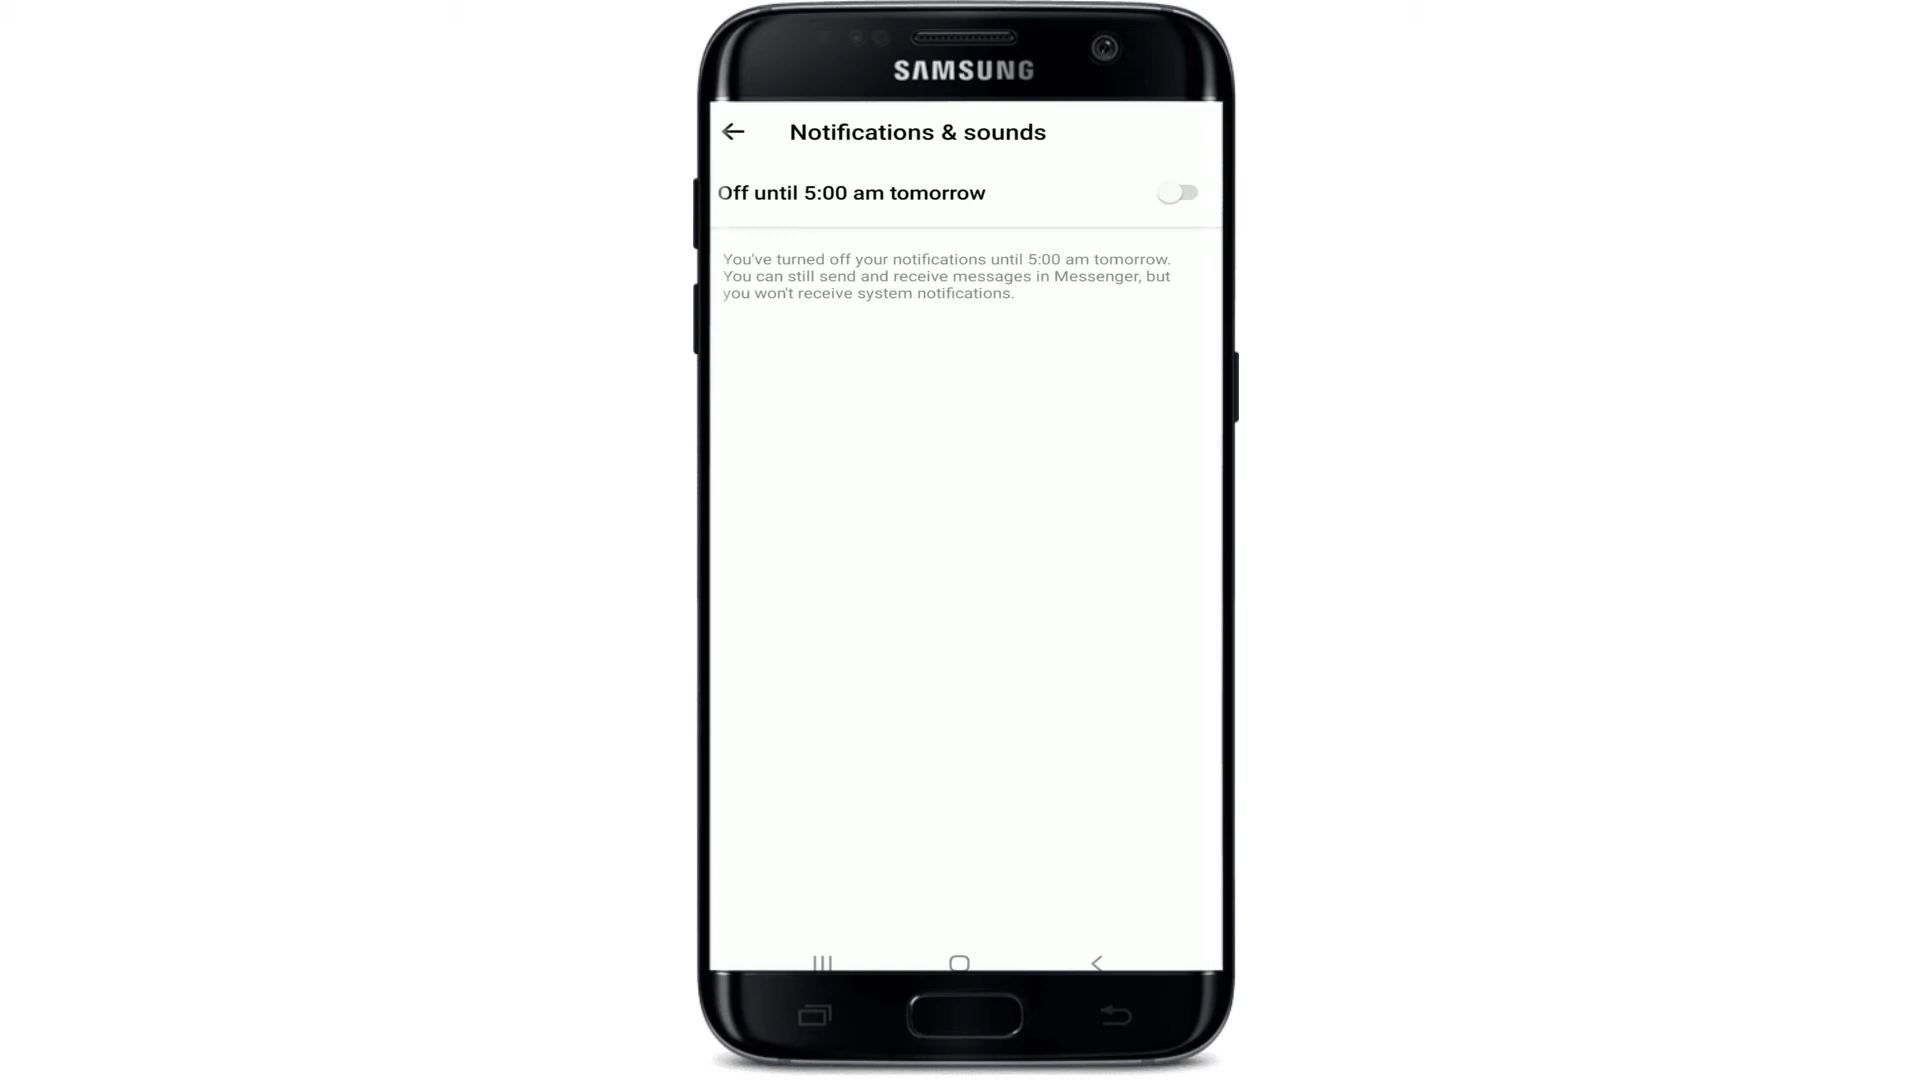 SAMSUNG
Notifications & sounds
Off until 5:00 am tomorrow
You've turned off your notifications until 5:00 am tomorrow.
You can still send and receive messages in Messenger, but
you won't receive system notifications.